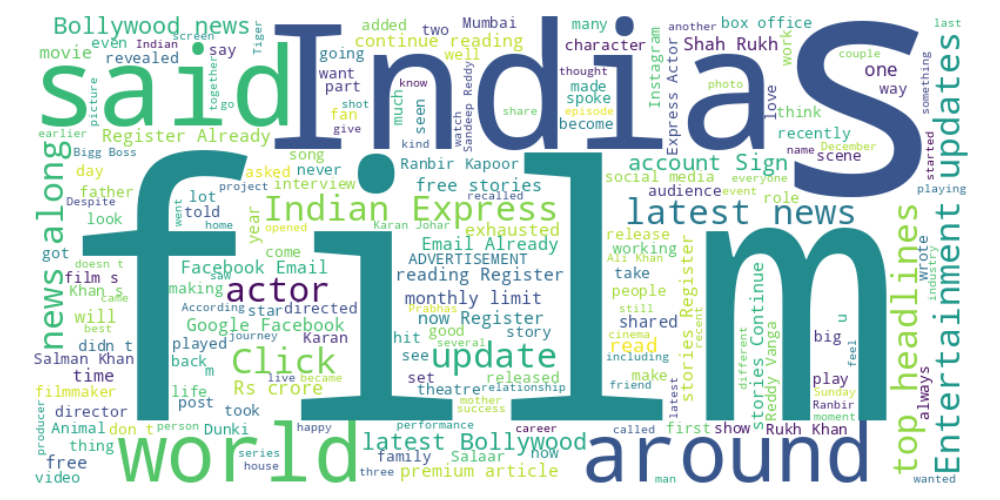 Bollywood news
added
two
Mumbai
many
box office
another
last
screen
Tiger
India
S
movie
even
Indian
say
going
continue reading
character
Shah Rukh
work
couple
revealed
said
want
well
Instagram
Express Actor
one
way
something
part
know
thought
love
picture
together
go
shot
much
seen
watch
Sandeep Reddy
made
photo
fan
episode
spoke
think
give
share
become
December
earlier
Register Already
kind
recently
started
Entertainment updates
name
scene
Bigg Boss
song
never
Ranbir Kapoor
account Sign
day
asked
social media
everyone
playing
father
project
interview
free stories
audience
event
role
Despite
lot
recalled
film
look
went
told
year
Indian Express
latest news
home
opened
Karan Johar
exhausted
got
news along
come
Email Already
release
top headlines
wrote
industry
doesn t
saw
ADVERTISEMENT
working
Ali Khan
film s
Facebook Email
reading Register
take
Khan s
came
making
actor
monthly limit
people
According
star
directed
Prabhas
still
shared
u
will
best
Google Facebook
now Register
journey
Karan
good
story
cinema
stories Register
recent
big
didn t
played
hit
several
read
including
different
Reddy Vanga
stories Continue
feel
Salman Khan
back
Click
see
update
time
m
live
became
set
released
make
play
always
filmmaker
life
Rs crore
theatre
relationship
friend
latest
Sunday
post
took
mother
success
Ranbir
director
moment
producer
Animal
don t
person
Dunki
happy
performance
career
called
first
show
Rukh Khan
thing
world
series
latest Bollywood
around
free
house
family
Salaar
now
video
three
premium article
man
wanted